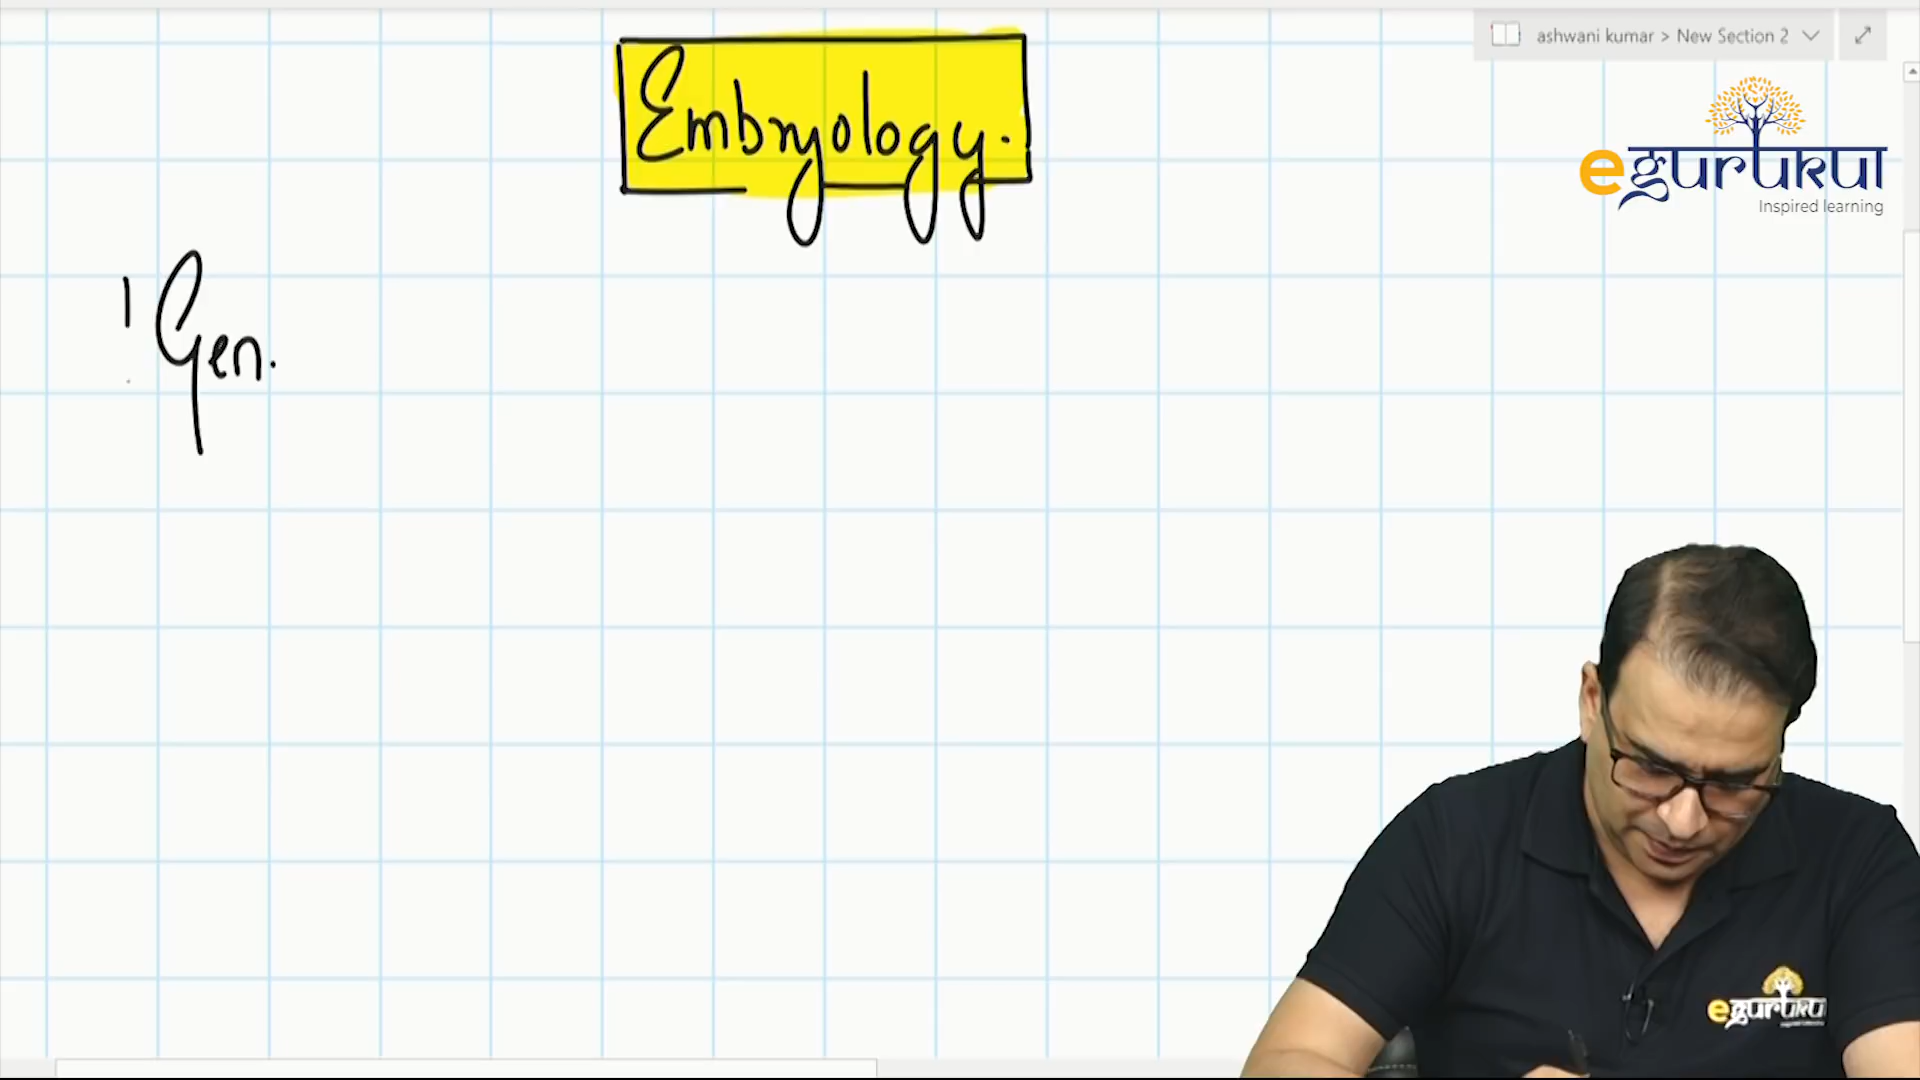 Embryology.
ashwani kumar > New Section 2
egurukul
Inspired learning
1 Gen.
egurukul